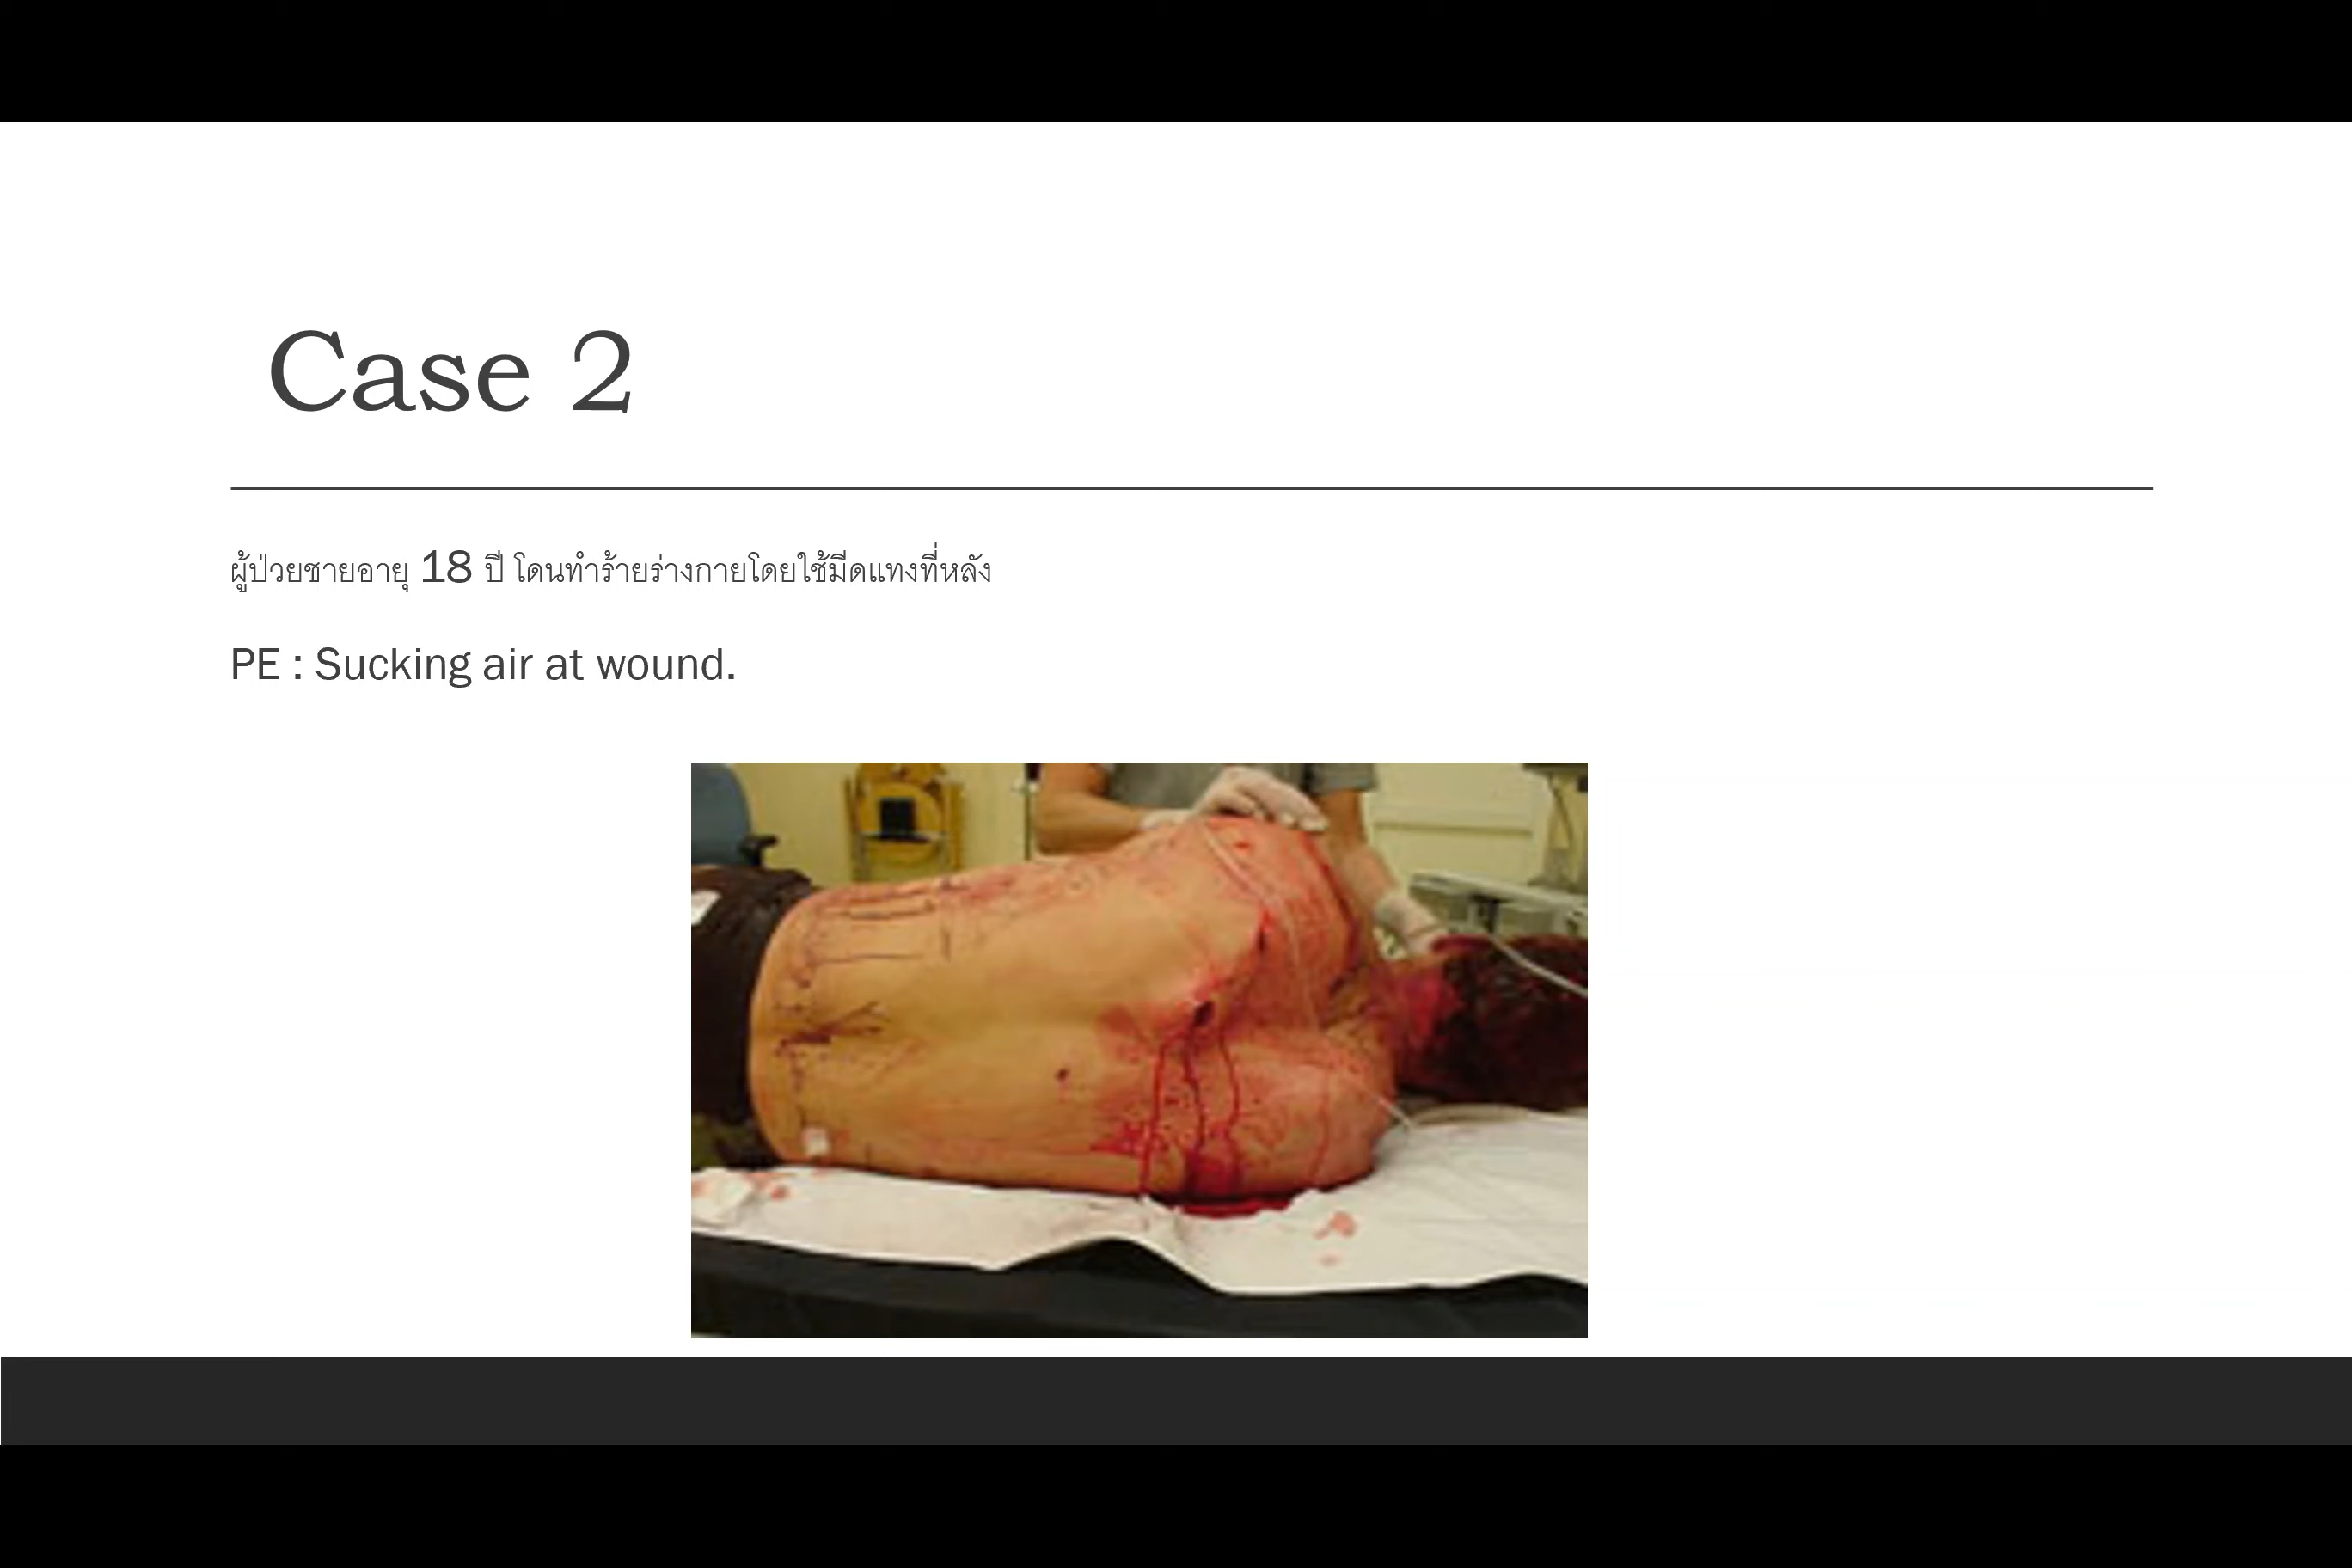 Case 2
ผู้ป่วยชายอายุ 18 ปี โดนทำร้ายร่างกายโดยใช้มีดแทงที่หลัง
PE : Sucking air at wound.